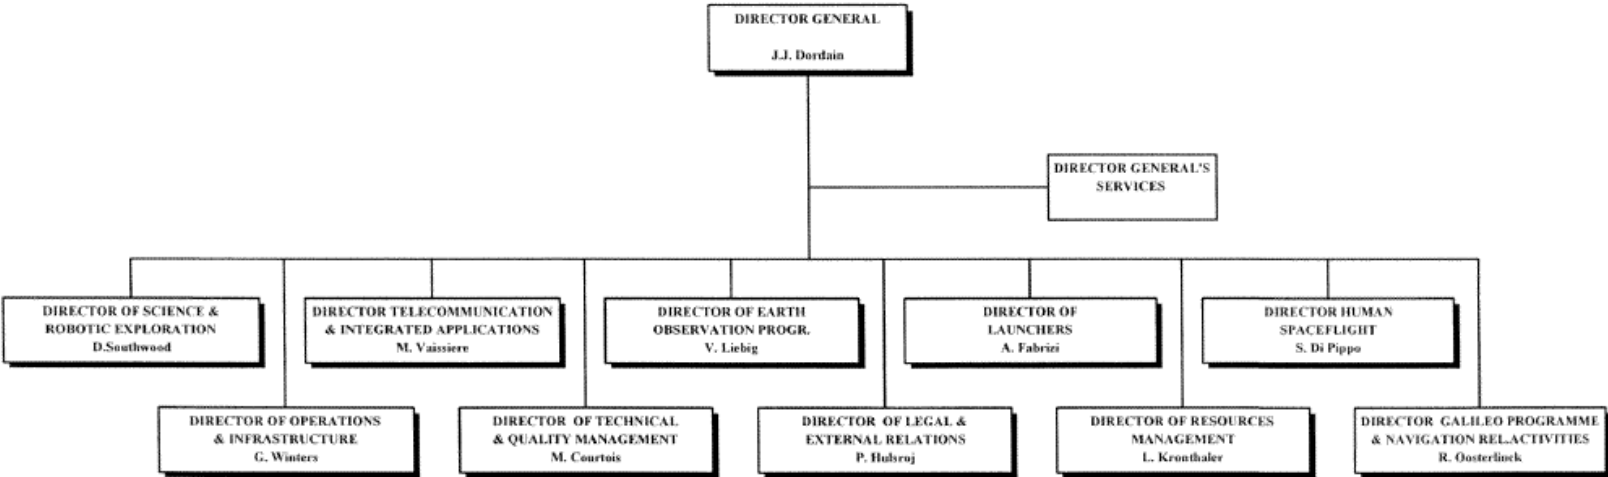 DIRECTOR GENERAL
J.J. Dordain
DIRECTOR GENERAL'S
SERVICES
DIRECTOR OF SCIENCE &
ROBOTIC EXPLORATION
D.Southwood
DIRECTOR TELECOMMUNICATION
& INTEGRATED APPLICATIONS
M. Vaissiere
DIRECTOR OF EARTH
OBSERVATION PROGR.
V. Liebig
DIRECTOR OF
LAUNCHERS
A. Fabrizi
DIRECTOR HUMAN
SPACEFLIGHT
S. Di Pippo
DIRECTOR OF OPERATIONS
& INFRASTRUCTURE
G. Winters
DIRECTOR OF TECHNICAL
& QUALITY MANAGEMENT
M. Courtois
DIRECTOR OF LEGAL &
EXTERNAL RELATIONS
P. Hulsroj
DIRECTOR OF RESOURCES
MANAGEMENT
L. Kronthaler
DIRECTOR GALILEO PROGRAMME
& NAVIGATION REL.ACTIVITIES
R. Oosterlinck